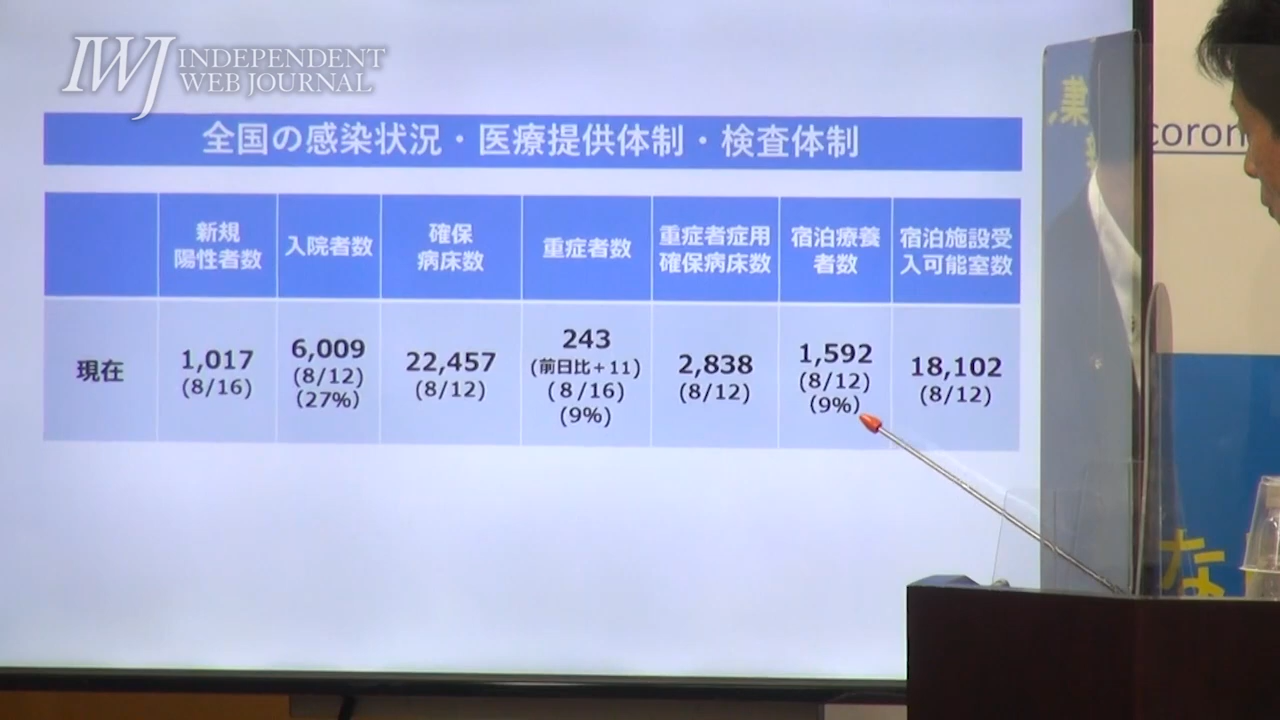 IWJ INDEPENDENT
WEB JOURNAL
全国の感染状況・医療提供体制・検査体制
新規
陽性者数
入院者数
確保
病床数
重症者数
重症者症用
確保病床数
宿泊療養
者数
宿泊施設受
入可能室数
現在
1,017
(8/16)
6,009
(8/12)
(27%)
22,457
(8/12)
243
(前日比+11)
(8/16)
(9%)
2,838
(8/12)
1,592
(8/12)
(9%)
18,102
(8/12)
集、
coron
な